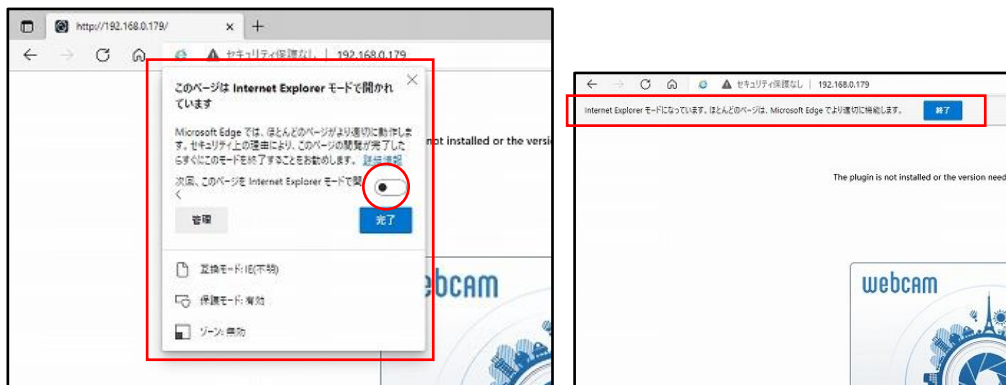 http://192.168.0.179/
セキュリティ保護なし | 192.168.0.179
このページは Internet Explorer モードで開かれ
ています
Microsoft Edge では、ほとんどのページがより適切に動作しま
す。セキュリティ上の理由により、このページの閲覧が完了した
らすぐにこのモードを終了することをお勧めします。 詳細情報
次回、このページを Internet Explorer モードで開
く
管理
完了
互換モード: IE(不明)
保護モード: 有効
ゾーン: 無効
not installed or the versi
webcam
セキュリティ保護なし | 192.168.0.179
Internet Explorer モードになっています。ほとんどのページは、Microsoft Edge でより適切に機能します。
終了
The plugin is not installed or the version need
webcam